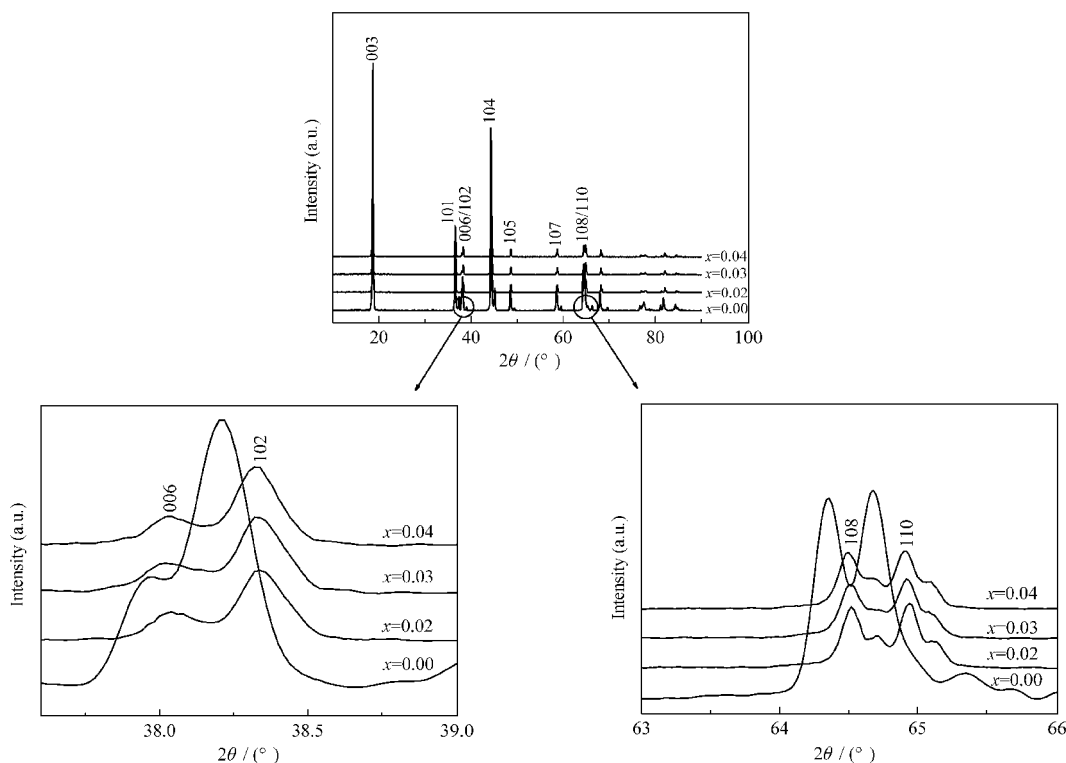 003
104
101
006/102
105
107
108/110
x=0.04
x=0.03
x=0.02
x=0.00
Intensity (a.u.)
20
40
60
80
100
2θ / (°)
006
102
x=0.04
x=0.03
x=0.02
x=0.00
Intensity (a.u.)
38.0
38.5
39.0
2θ / (°)
108
110
x=0.04
x=0.03
x=0.02
x=0.00
Intensity (a.u.)
63
64
65
66
2θ / (°)